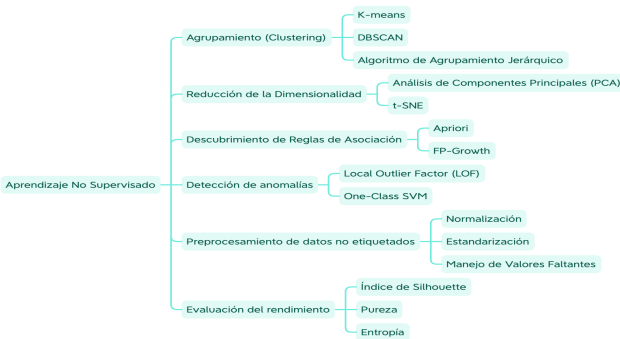 Aprendizaje No Supervisado
Agrupamiento (Clustering)
K-means
DBSCAN
Algoritmo de Agrupamiento Jerárquico
Reducción de la Dimensionalidad
Análisis de Componentes Principales (PCA)
t-SNE
Descubrimiento de Reglas de Asociación
Apriori
FP-Growth
Detección de anomalías
Local Outlier Factor (LOF)
One-Class SVM
Preprocesamiento de datos no etiquetados
Normalización
Estandarización
Manejo de Valores Faltantes
Evaluación del rendimiento
Índice de Silhouette
Pureza
Entropía